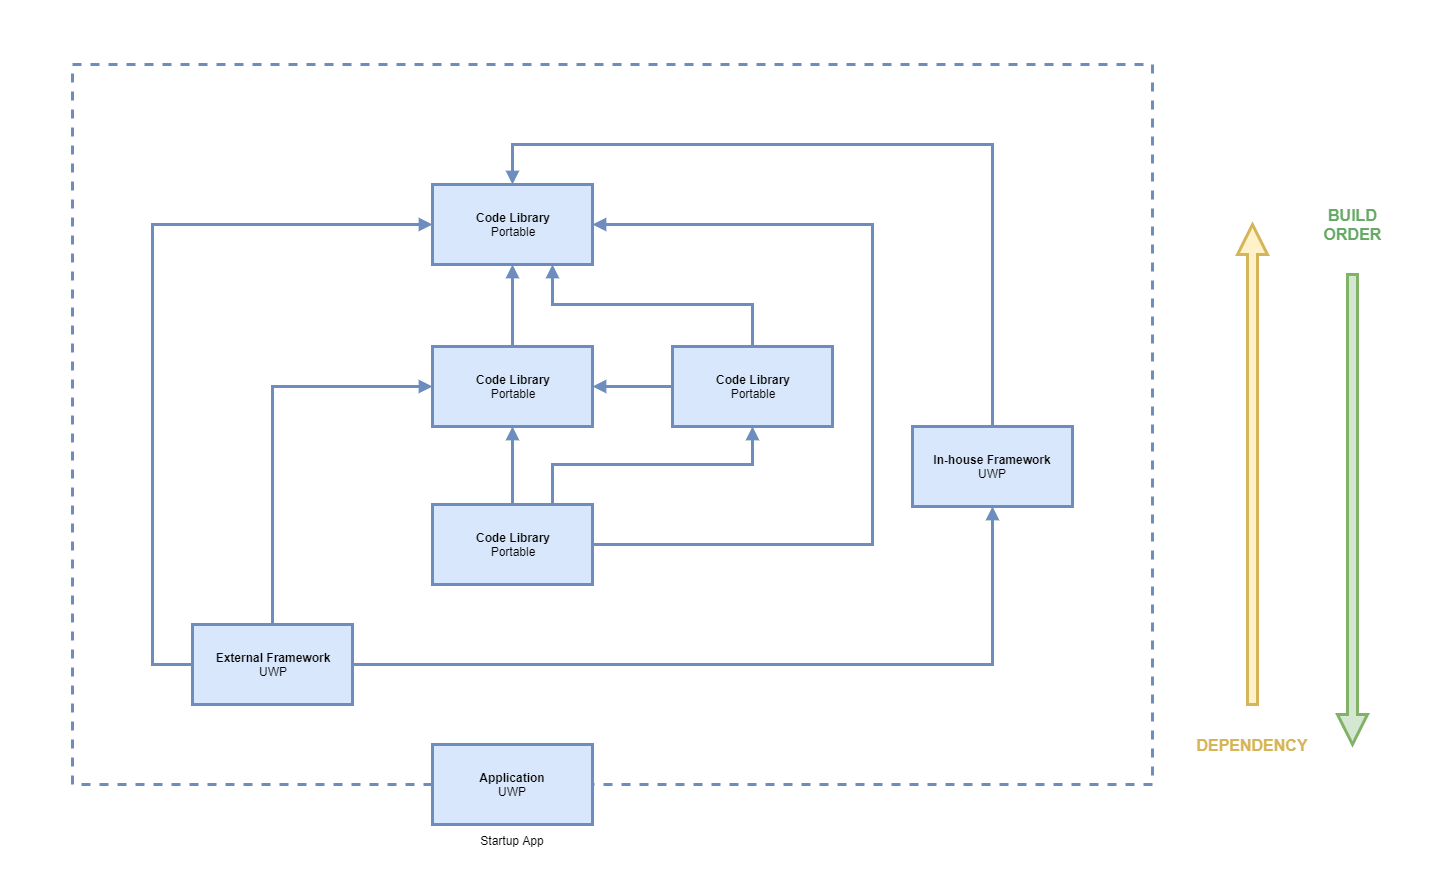 BUILD
ORDER
Code Library
Portable
Code Library
Portable
Code Library
Portable
In-house Framework
UWP
Code Library
Portable
External Framework
UWP
DEPENDENCY
Application
UWP
Startup App